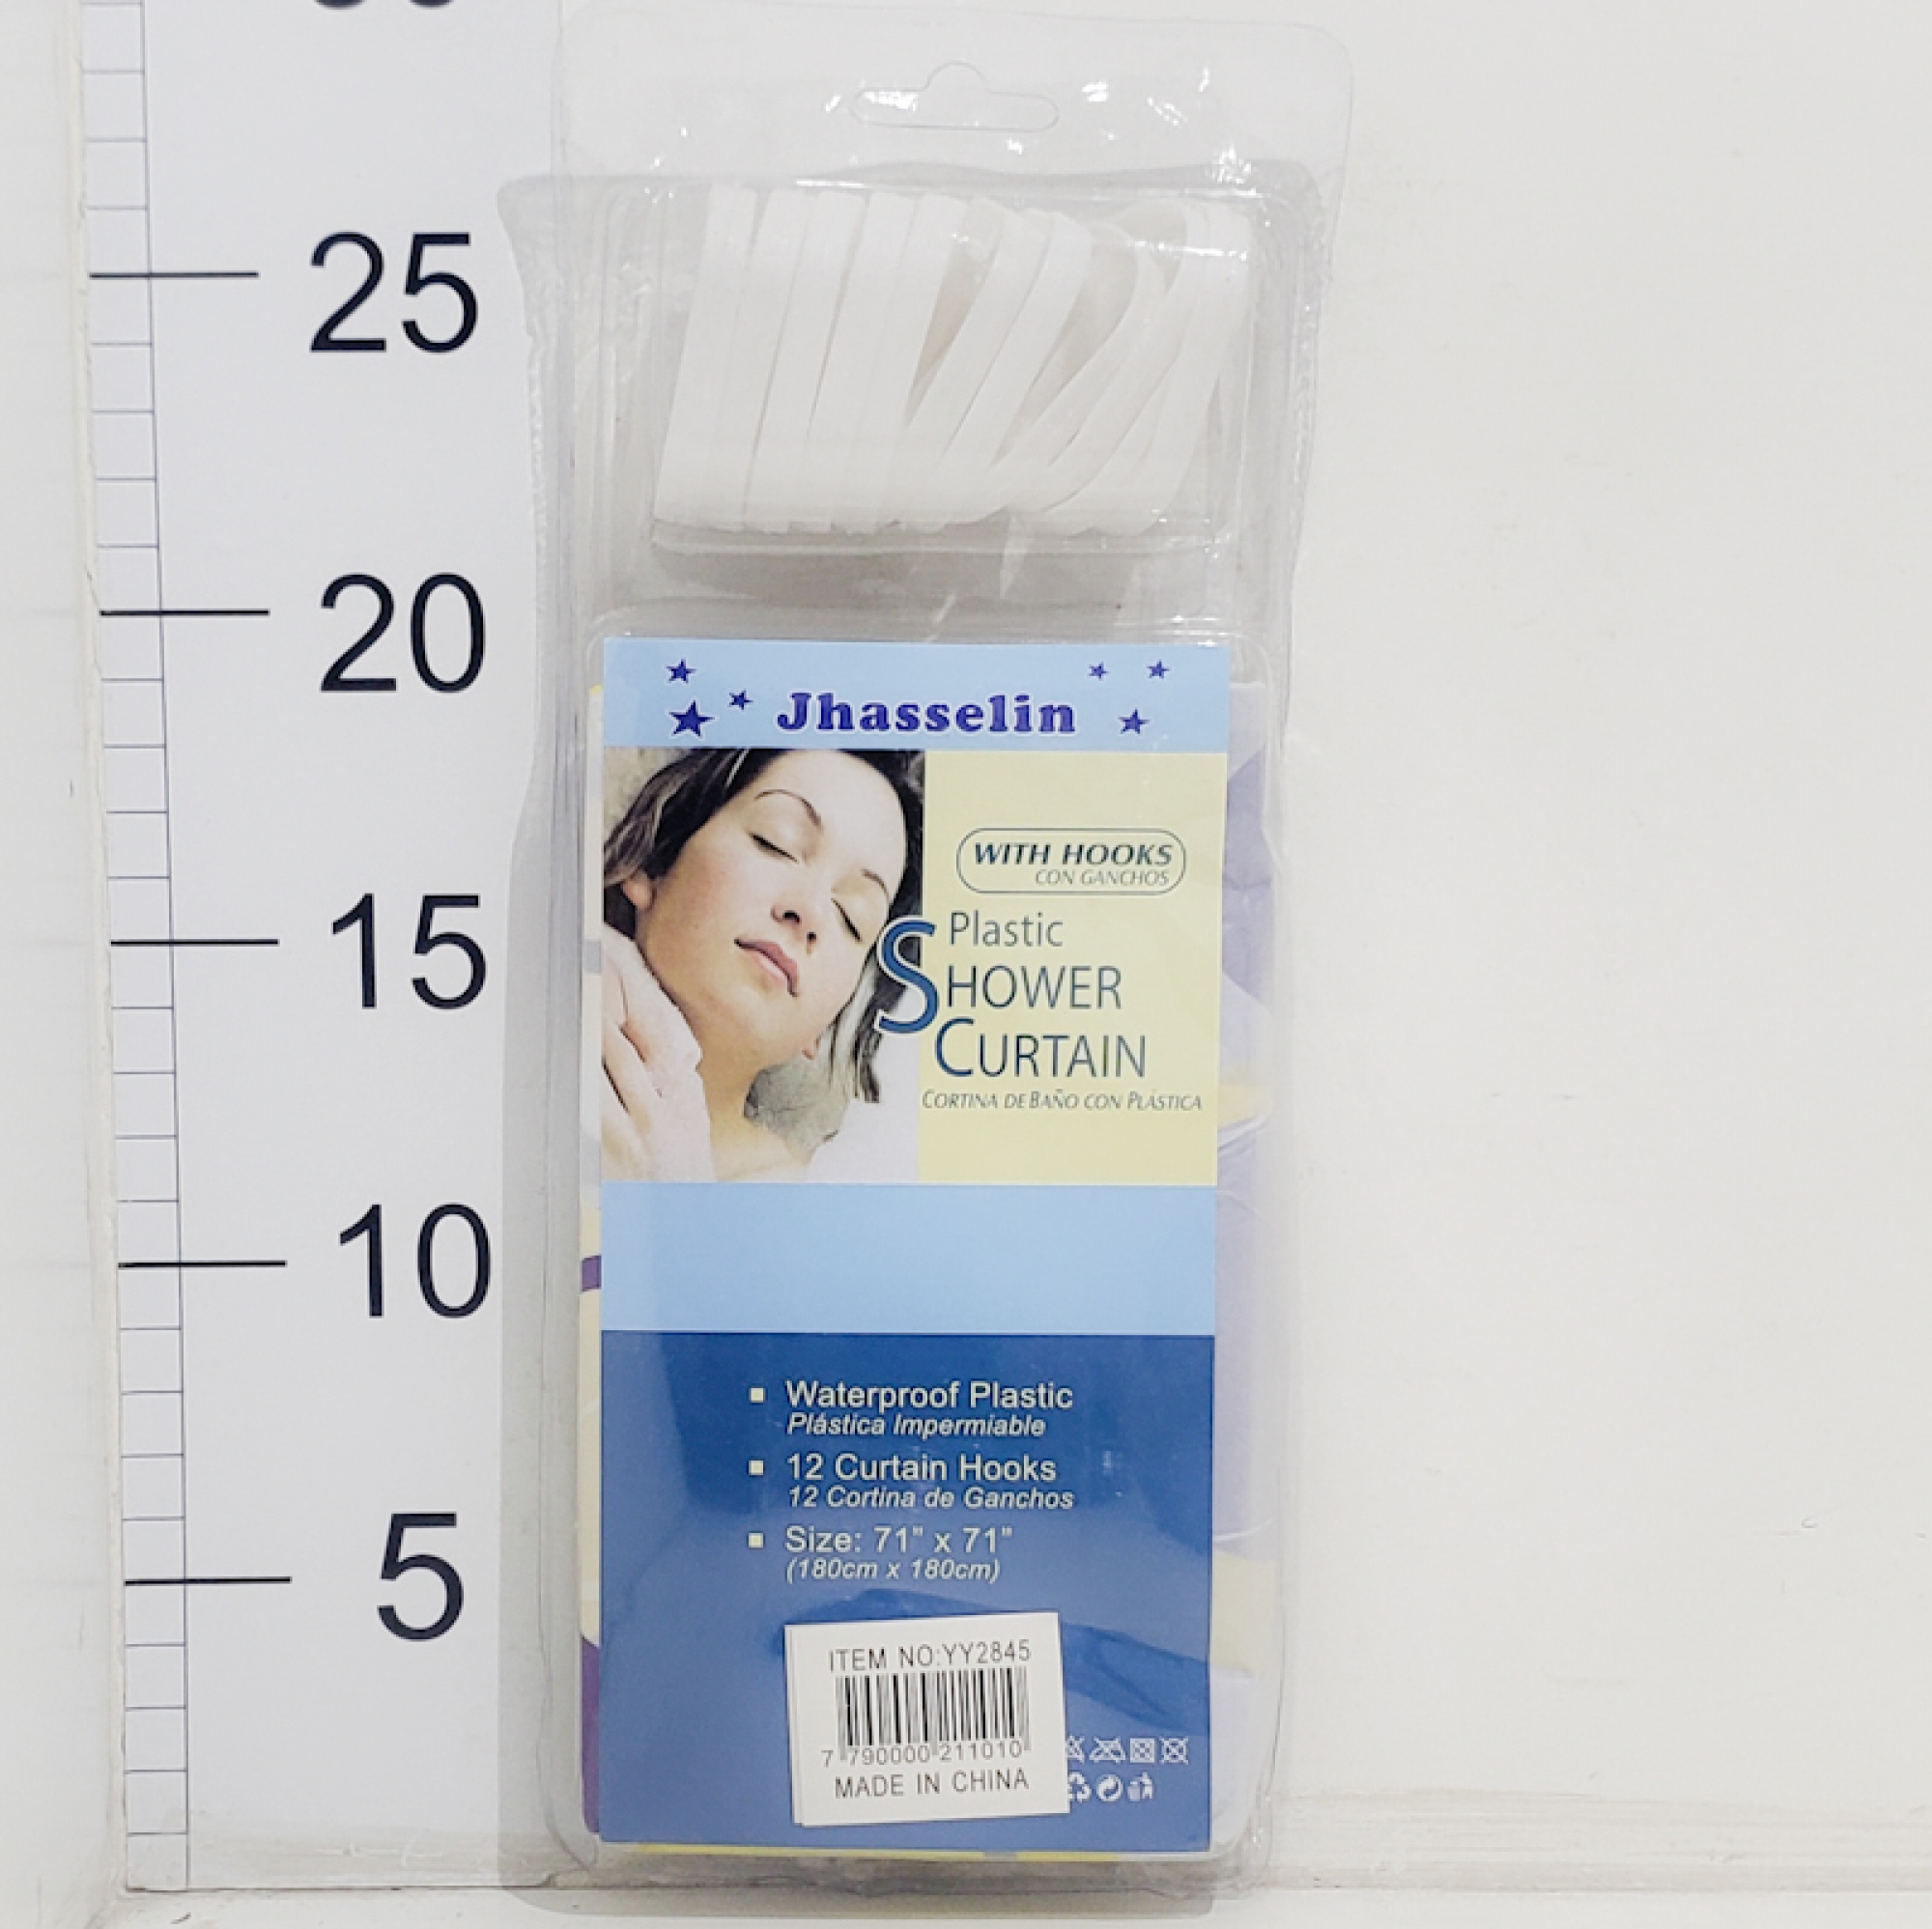 25
20
15
10
5
Jhasselin
WITH HOOKS
CON GANCHOS
Plastic
SHOWER
CURTAIN
CORTINA DE BAÑO CON PLÁSTICA
Waterproof Plastic
Plástica Impermiable
12 Curtain Hooks
12 Cortina de Ganchos
Size: 71" x 71"
(180cm x 180cm)
ITEM NO:YY2845
7 790000 211010
MADE IN CHINA